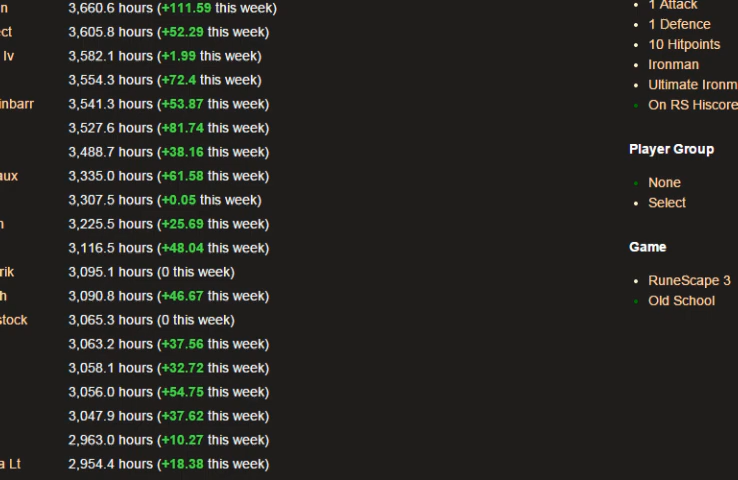 n 3,660.6 hours (+111.59 this week)
ct 3,605.8 hours (+52.29 this week)
lv 3,582.1 hours (+1.99 this week)
3,554.3 hours (+72.4 this week)
inbarr 3,541.3 hours (+53.87 this week)
3,527.6 hours (+81.74 this week)
3,488.7 hours (+38.16 this week)
aux 3,335.0 hours (+61.58 this week)
3,307.5 hours (+0.05 this week)
n 3,225.5 hours (+25.69 this week)
3,116.5 hours (+48.04 this week)
rik 3,095.1 hours (0 this week)
h 3,090.8 hours (+46.67 this week)
stock 3,065.3 hours (0 this week)
3,063.2 hours (+37.56 this week)
3,058.1 hours (+32.72 this week)
3,056.0 hours (+54.75 this week)
3,047.9 hours (+37.62 this week)
2,963.0 hours (+10.27 this week)
a Lt 2,954.4 hours (+18.38 this week)
1 Attack
1 Defence
10 Hitpoints
Ironman
Ultimate Ironm
On RS Hiscore
Player Group
None
Select
Game
RuneScape 3
Old School